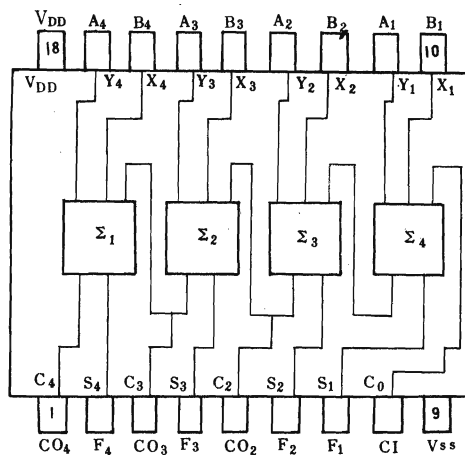 V_DD A₄ B₄ A₃ B₃ A₂ B₂ A₁ B₁
18 10
V_DD Y₄ X₄ Y₃ X₃ Y₂ X₂ Y₁ X₁
Σ₁ Σ₂ Σ₃ Σ₄
C₄ S₄ C₃ S₃ C₂ S₂ S₁ C₀
1 9
CO₄ F₄ CO₃ F₃ CO₂ F₂ F₁ CI Vss